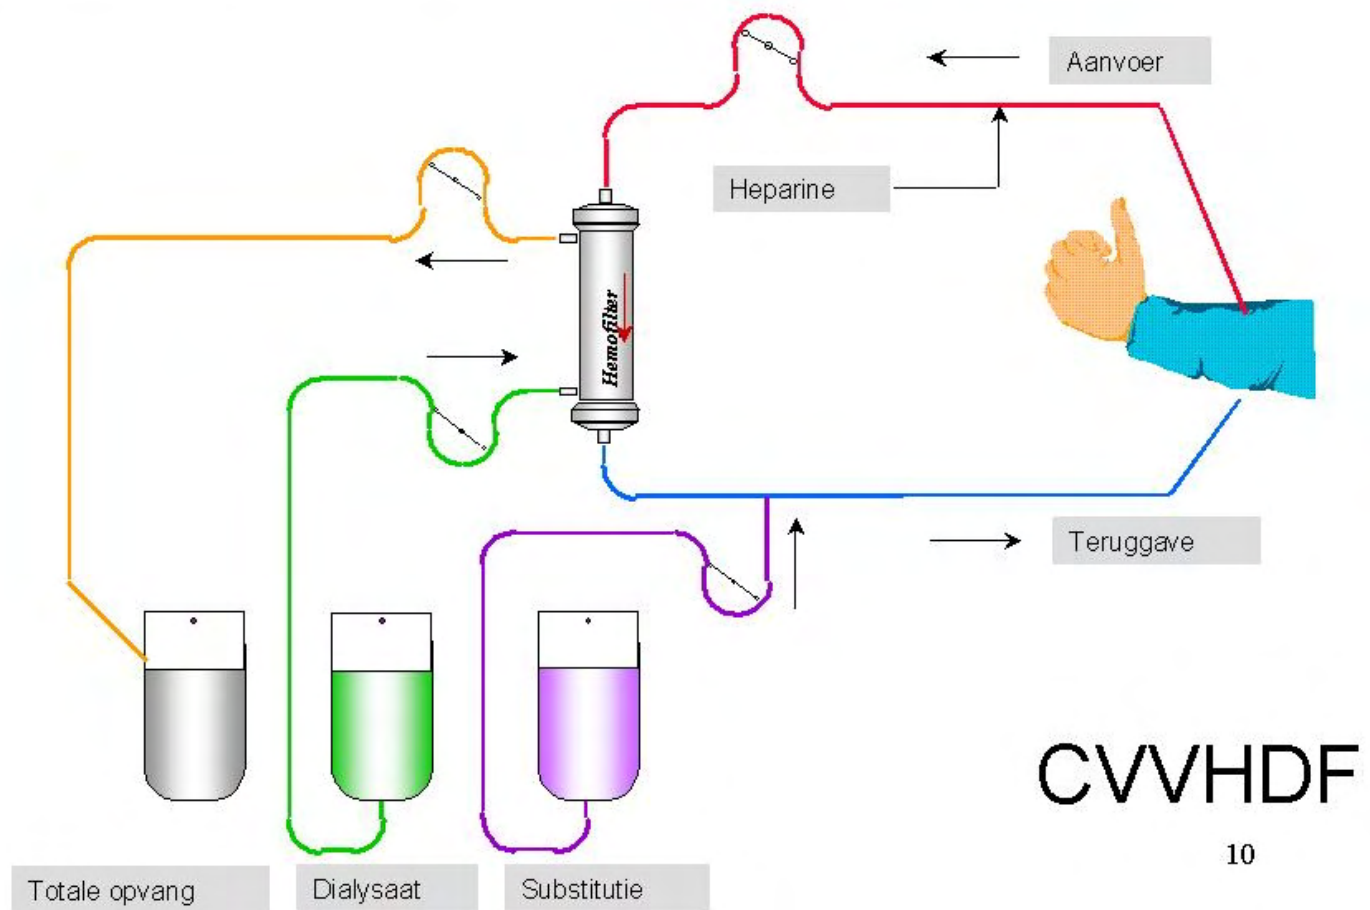 Aanvoer
Heparine
Hemofilter
Teruggave
CVVHDF
10
Totale opvang
Dialysaat
Substitutie